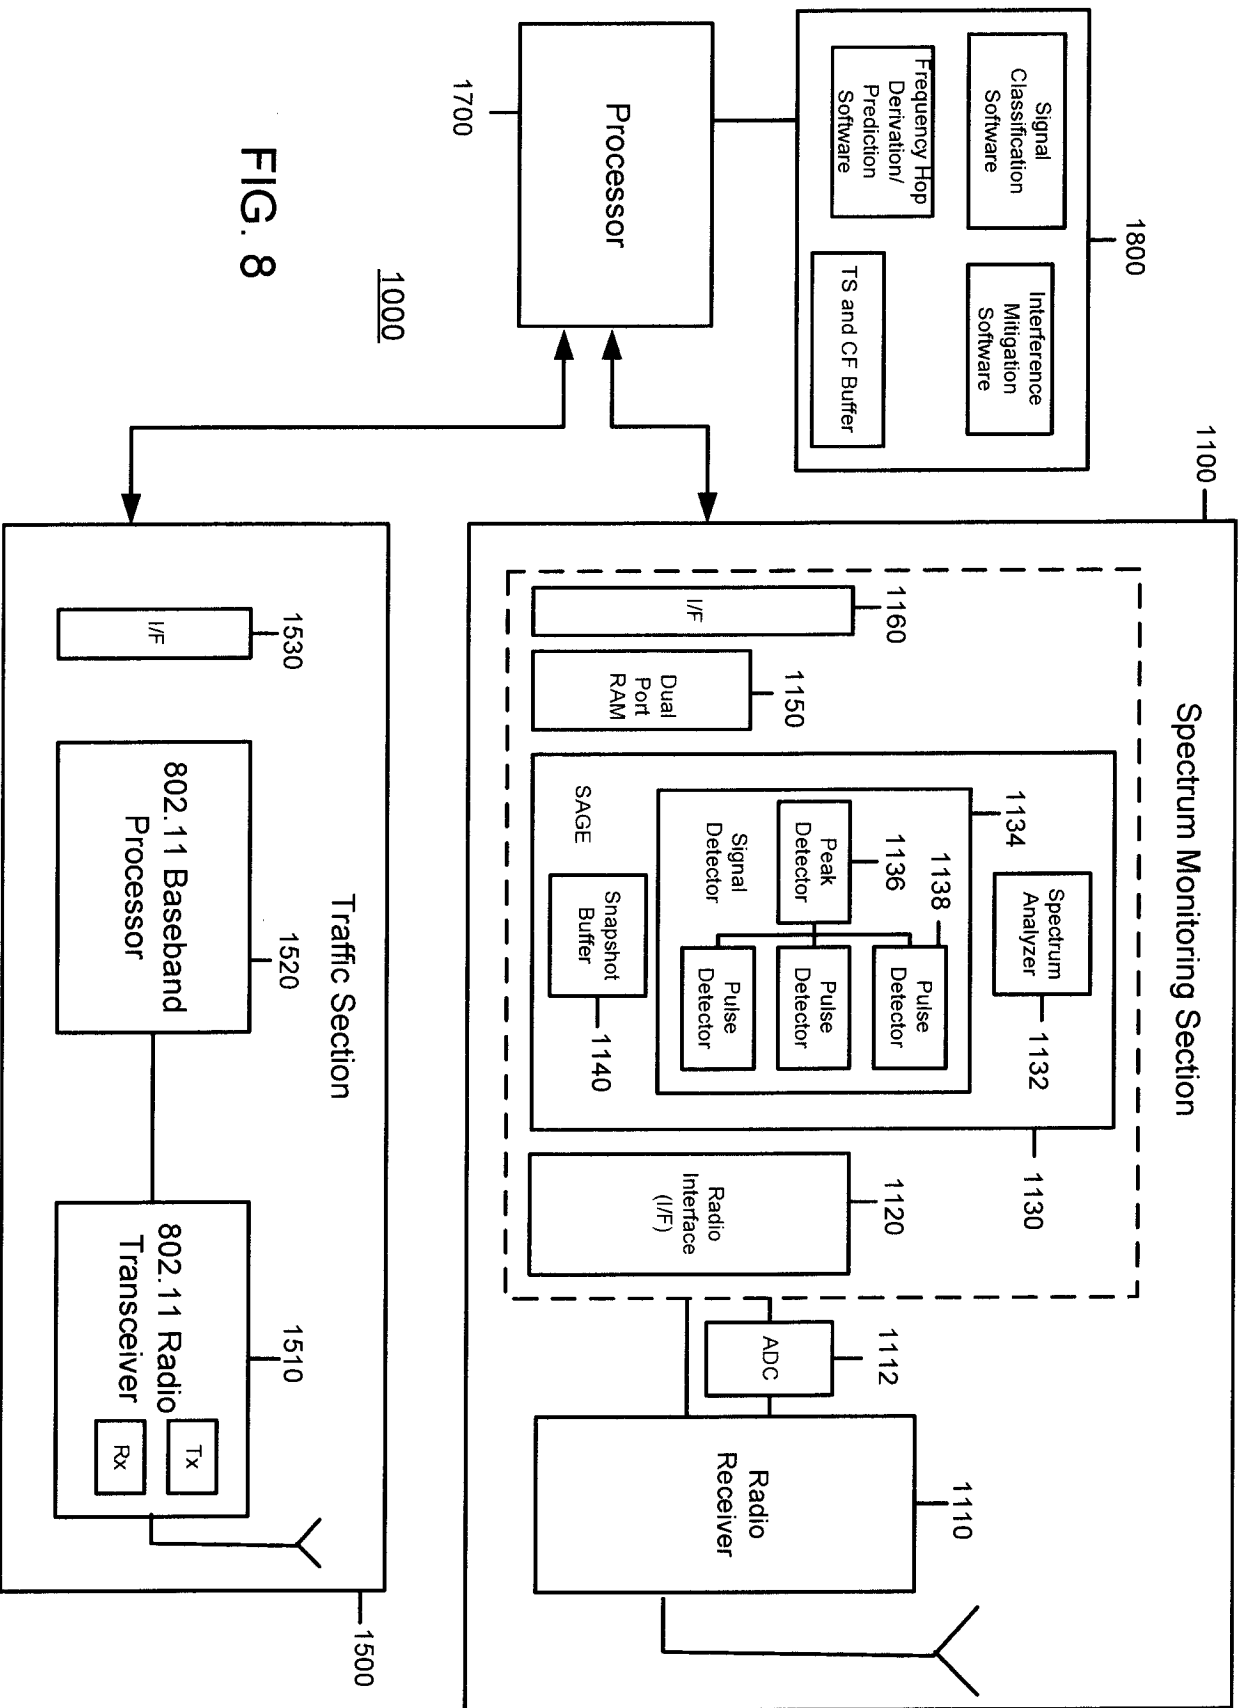 1100
Spectrum Monitoring Section
1800
Signal
Classification
Software
Interference
Mitigation
Software
Frequency Hop
Derivation/
Prediction
Software
TS and CF Buffer
Processor
1700
1000
FIG. 8
1160
I/F
1150
Dual
Port
RAM
1134
Spectrum
Analyzer
1132
1138
1136
Peak
Detector
Pulse
Detector
Pulse
Detector
Pulse
Detector
Signal
Detector
SAGE
Snapshot
Buffer
1140
1130
1120
Radio
Interface
(I/F)
1112
ADC
1110
Radio
Receiver
Traffic Section
1530
I/F
802.11 Baseband
Processor
1520
1510
802.11 Radio
Transceiver
Tx
Rx
1500